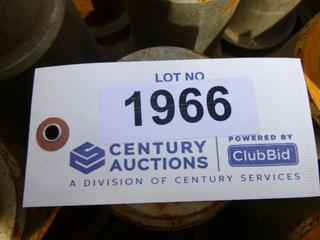 LOT NO
1966
CENTURY
AUCTIONS
POWERED BY
ClubBid
A DIVISION OF CENTURY SERVICES